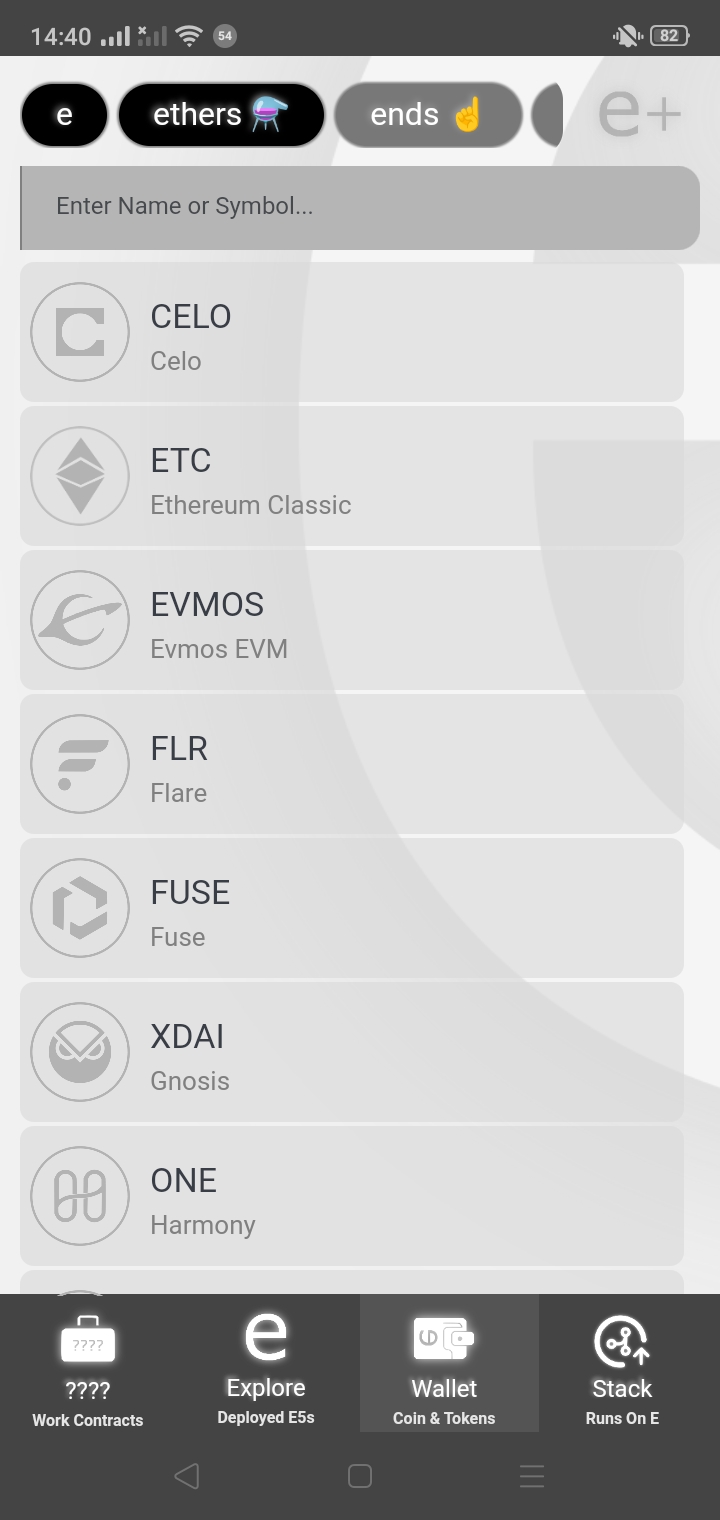 14:40 54 82
e ethers ends e+
Enter Name or Symbol...
CELO
Celo
ETC
Ethereum Classic
EVMOS
Evmos EVM
FLR
Flare
FUSE
Fuse
XDAI
Gnosis
ONE
Harmony
????
???? Explore Wallet Stack
Work Contracts Deployed E5s Coin & Tokens Runs On E